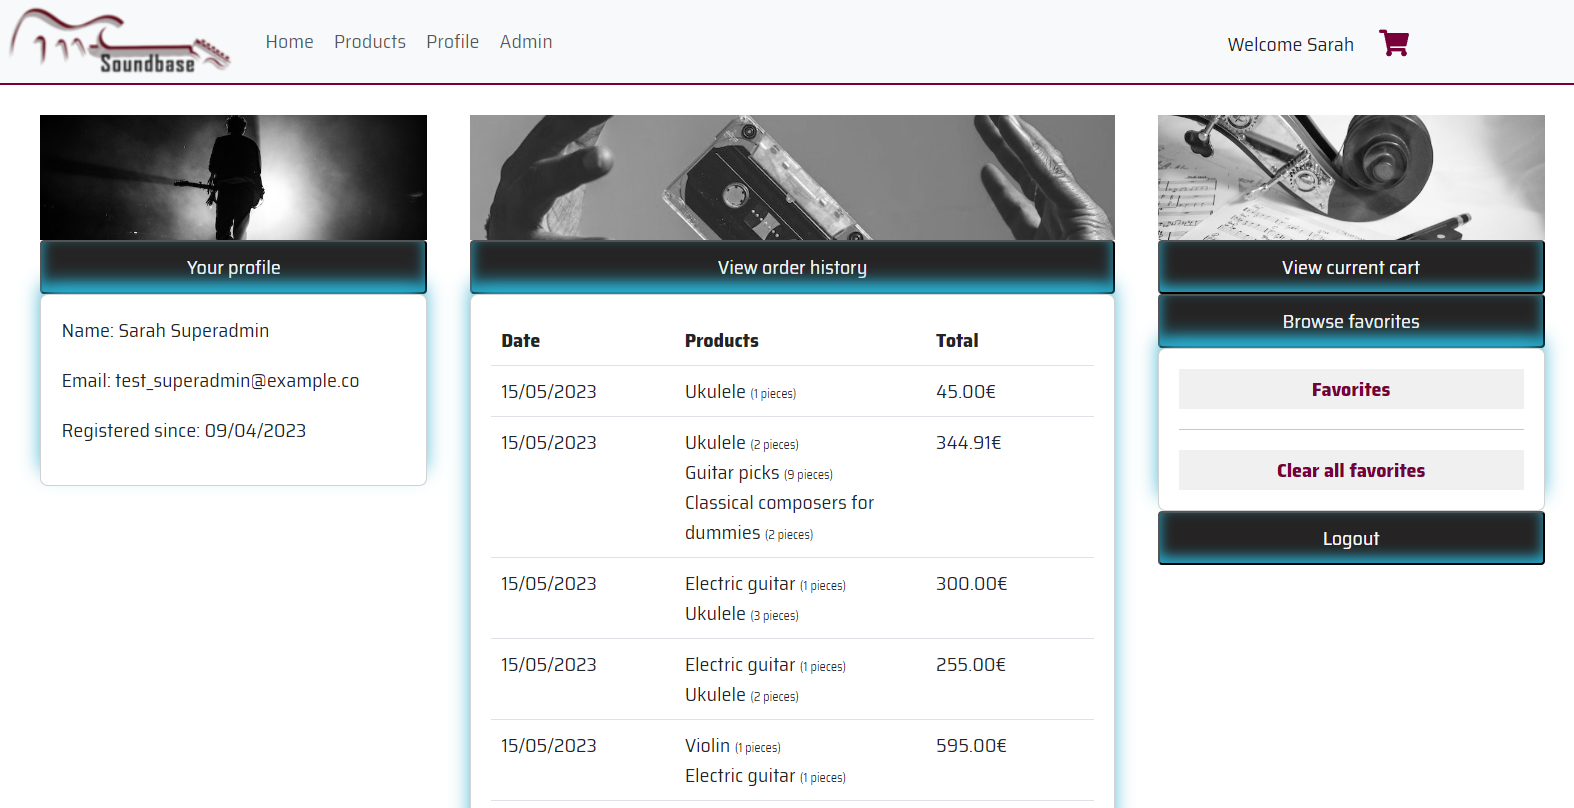 Soundbase
Home Products Profile Admin
Welcome Sarah
Your profile
Name: Sarah Superadmin
Email: test_superadmin@example.co
Registered since: 09/04/2023
View order history
Date Products Total
15/05/2023 Ukulele (1 pieces) 45.00€
15/05/2023 Ukulele (2 pieces) 344.91€
Guitar picks (9 pieces)
Classical composers for
dummies (2 pieces)
15/05/2023 Electric guitar (1 pieces) 300.00€
Ukulele (3 pieces)
15/05/2023 Electric guitar (1 pieces) 255.00€
Ukulele (2 pieces)
15/05/2023 Violin (1 pieces) 595.00€
Electric guitar (1 pieces)
View current cart
Browse favorites
Favorites
Clear all favorites
Logout